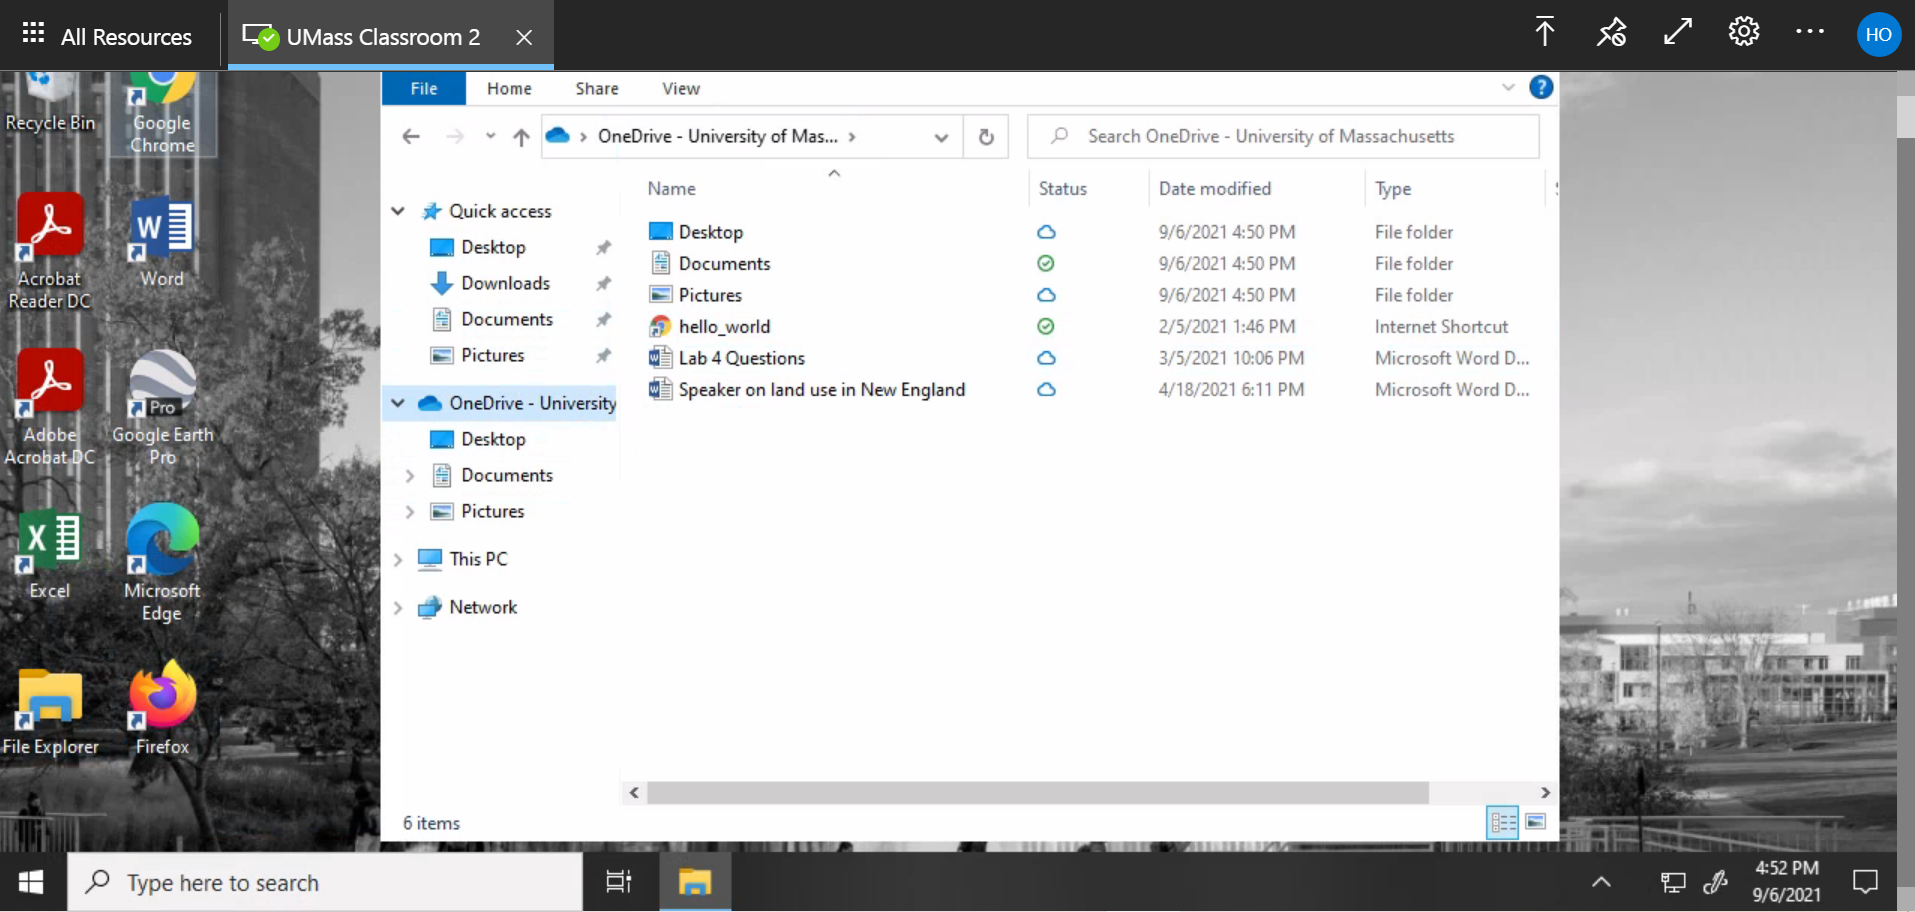 All Resources
UMass Classroom 2
HO
Recycle Bin
Google
Chrome
Acrobat
Reader DC
Word
Adobe
Acrobat DC
Pro
Google Earth
Pro
Excel
Microsoft
Edge
File Explorer
Firefox
File Home Share View
OneDrive - University of Mas...
Search OneDrive - University of Massachusetts
Quick access
Desktop
Downloads
Documents
Pictures
OneDrive - University
Desktop
Documents
Pictures
This PC
Network
Name Status Date modified Type
Desktop 9/6/2021 4:50 PM File folder
Documents 9/6/2021 4:50 PM File folder
Pictures 9/6/2021 4:50 PM File folder
hello_world 2/5/2021 1:46 PM Internet Shortcut
Lab 4 Questions 3/5/2021 10:06 PM Microsoft Word D...
Speaker on land use in New England 4/18/2021 6:11 PM Microsoft Word D...
6 items
Type here to search
4:52 PM
9/6/2021